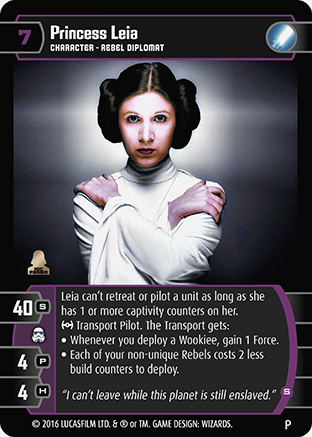 7
Princess Leia
CHARACTER - REBEL DIPLOMAT
40 S
4 P
4 H
Leia can't retreat or pilot a unit as long as she
has 1 or more captivity counters on her.
Transport Pilot. The Transport gets:
• Whenever you deploy a Wookiee, gain 1 Force.
• Each of your non-unique Rebels costs 2 less
build counters to deploy.
"I can't leave while this planet is still enslaved."
S
© 2016 LUCASFILM LTD. & ® or TM. GAME DESIGN: WIZARDS.
P